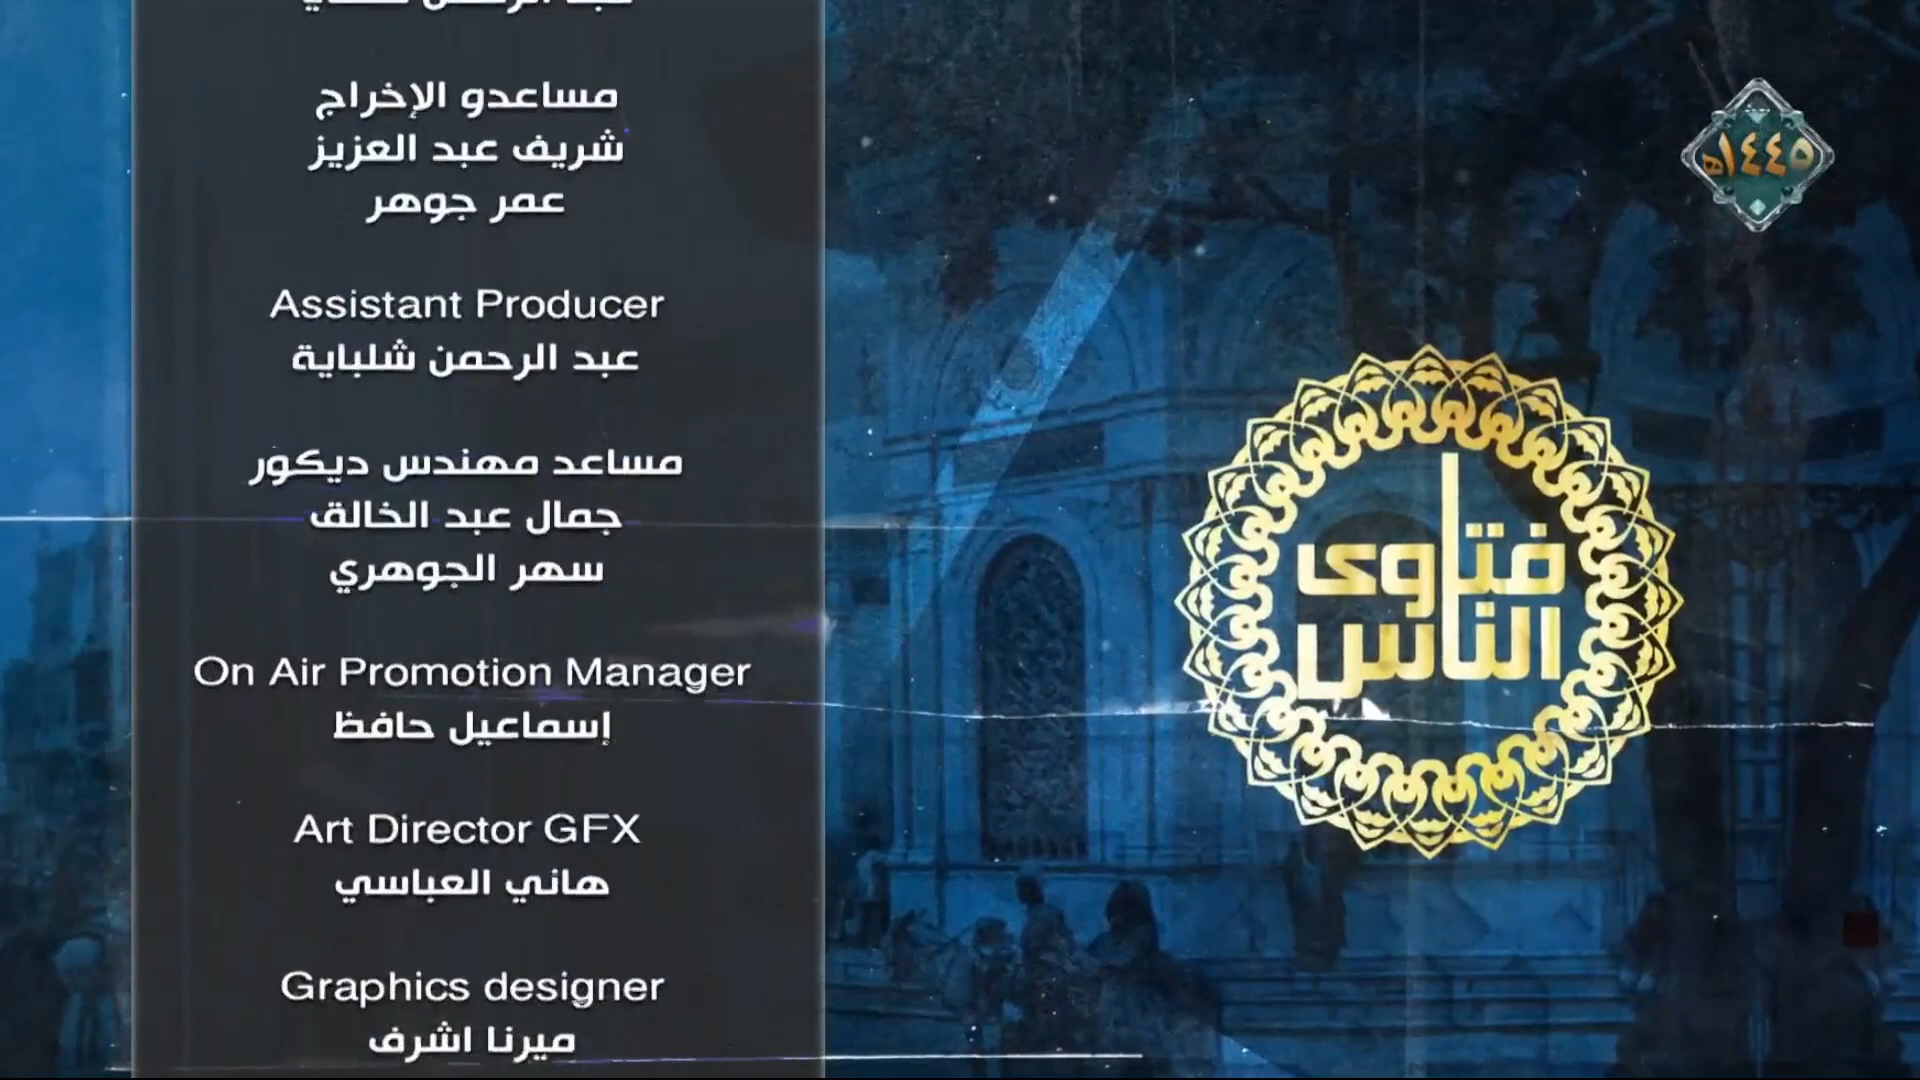 مساعدو الإخراج
شريف عبد العزيز
عمر جوهر
Assistant Producer
عبد الرحمن شلباية
مساعد مهندس ديكور
جمال عبد الخالق
سهر الجوهري
On Air Promotion Manager
إسماعيل حافظ
Art Director GFX
هاني العباسي
Graphics designer
ميرنا اشرف
١٤٤٥هـ
فتاوى
الناس